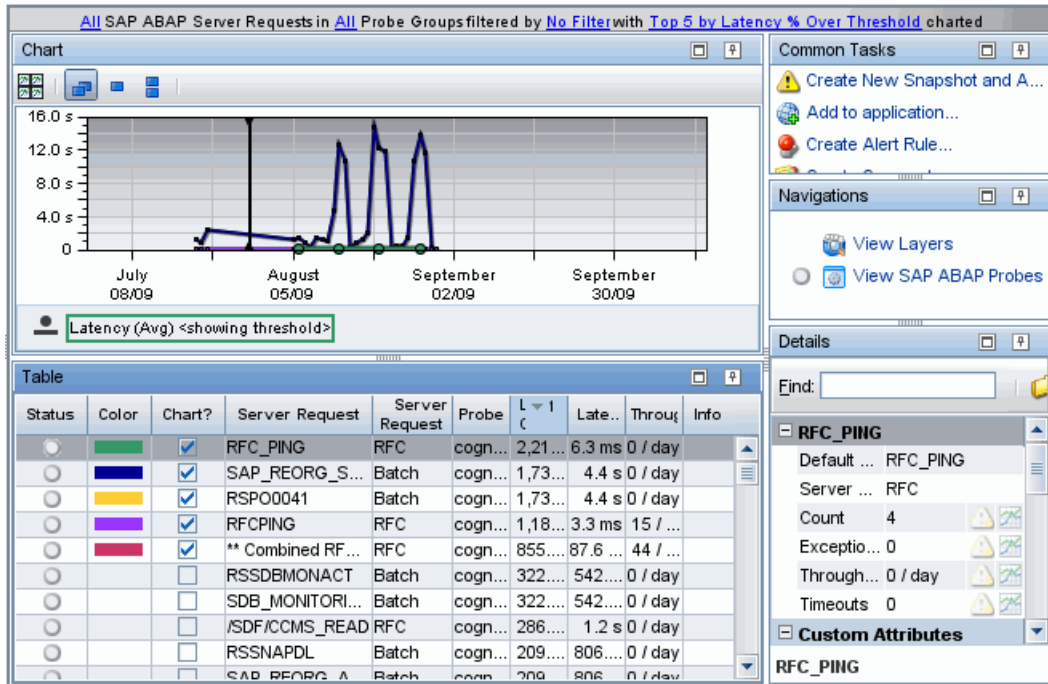 All SAP ABAP Server Requests in All Probe Groups filtered by No Filter with Top 5 by Latency % Over Threshold charted
Chart
16.0 s
12.0 s
8.0 s
4.0 s
0
July August September September
08/09 05/09 02/09 30/09
Latency (Avg) <showing threshold>
Table
Status Color Chart? Server Request Server Request Probe L 1 ( Late.. Throug Info
RFC_PING RFC cogn... 2,21... 6.3 ms 0 / day
SAP_REORG_S... Batch cogn... 1,73... 4.4 s 0 / day
RSPO0041 Batch cogn... 1,73... 4.4 s 0 / day
RFCPING RFC cogn... 1,18... 3.3 ms 15 / ...
** Combined RF... RFC cogn... 855.... 87.6 ... 44 / ...
RSSDBMONACT Batch cogn... 322.... 542.... 0 / day
SDB_MONITORI... Batch cogn... 322.... 542.... 0 / day
/SDF/CCMS_READ RFC cogn... 286.... 1.2 s 0 / day
RSSNAPDL Batch cogn... 209.... 806.... 0 / day
SAP_REORG_A... Batch cogn... 209.... 806.... 0 / day
Common Tasks
Create New Snapshot and A...
Add to application...
Create Alert Rule...
Navigations
View Layers
View SAP ABAP Probes
Details
Find:
RFC_PING
Default ... RFC_PING
Server ... RFC
Count 4
Exceptio... 0
Through... 0 / day
Timeouts 0
Custom Attributes
RFC_PING